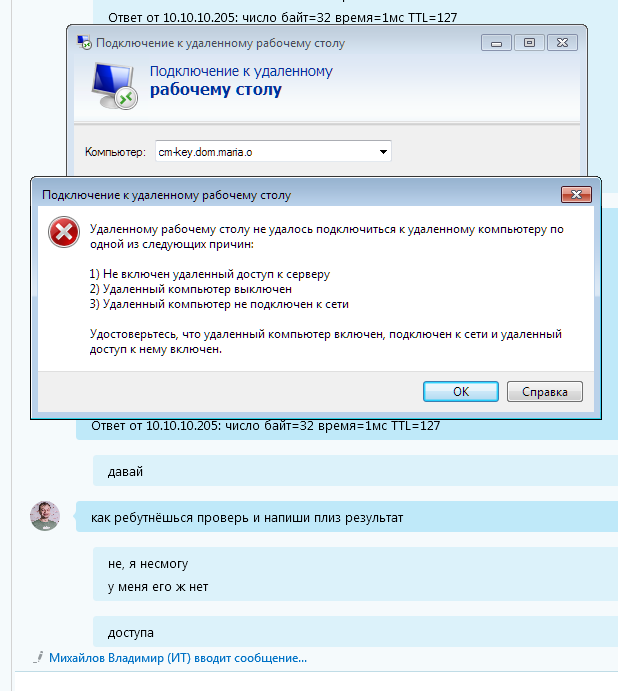 Ответ от 10.10.10.205: число байт=32 время=1мс TTL=127
Подключение к удаленному рабочему столу
Подключение к удаленному
рабочему столу
Компьютер: cm-key.dom.maria.o
Подключение к удаленному рабочему столу
Удаленному рабочему столу не удалось подключиться к удаленному компьютеру по
одной из следующих причин:
1) Не включен удаленный доступ к серверу
2) Удаленный компьютер выключен
3) Удаленный компьютер не подключен к сети
Удостоверьтесь, что удаленный компьютер включен, подключен к сети и удаленный
доступ к нему включен.
ОК Справка
Ответ от 10.10.10.205: число байт=32 время=1мс TTL=127
давай
как ребутнёшься проверь и напиши плиз результат
не, я несмогу
у меня его ж нет
доступа
Михайлов Владимир (ИТ) вводит сообщение...